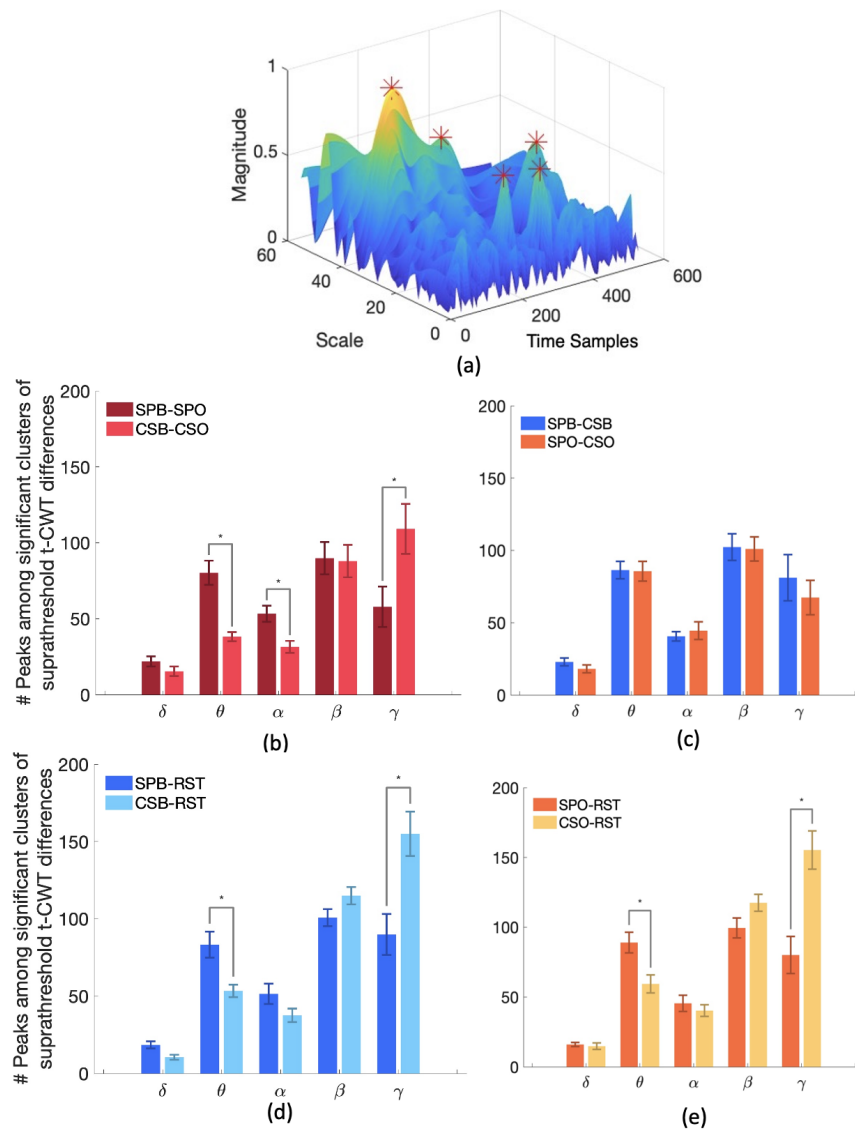 1
0.5
0
Magnitude
60
40
20
0
Scale
0
200
400
600
Time Samples
(a)
# Peaks among significant clusters of
suprathreshold t-CWT differences
200
150
100
50
0
SPB-SPO
CSB-CSO
*
*
*
δ θ α β γ
(b)
200
150
100
50
0
SPB-CSB
SPO-CSO
δ θ α β γ
(c)
# Peaks among significant clusters of
suprathreshold t-CWT differences
200
150
100
50
0
SPB-RST
CSB-RST
*
*
δ θ α β γ
(d)
200
150
100
50
0
SPO-RST
CSO-RST
*
*
δ θ α β γ
(e)